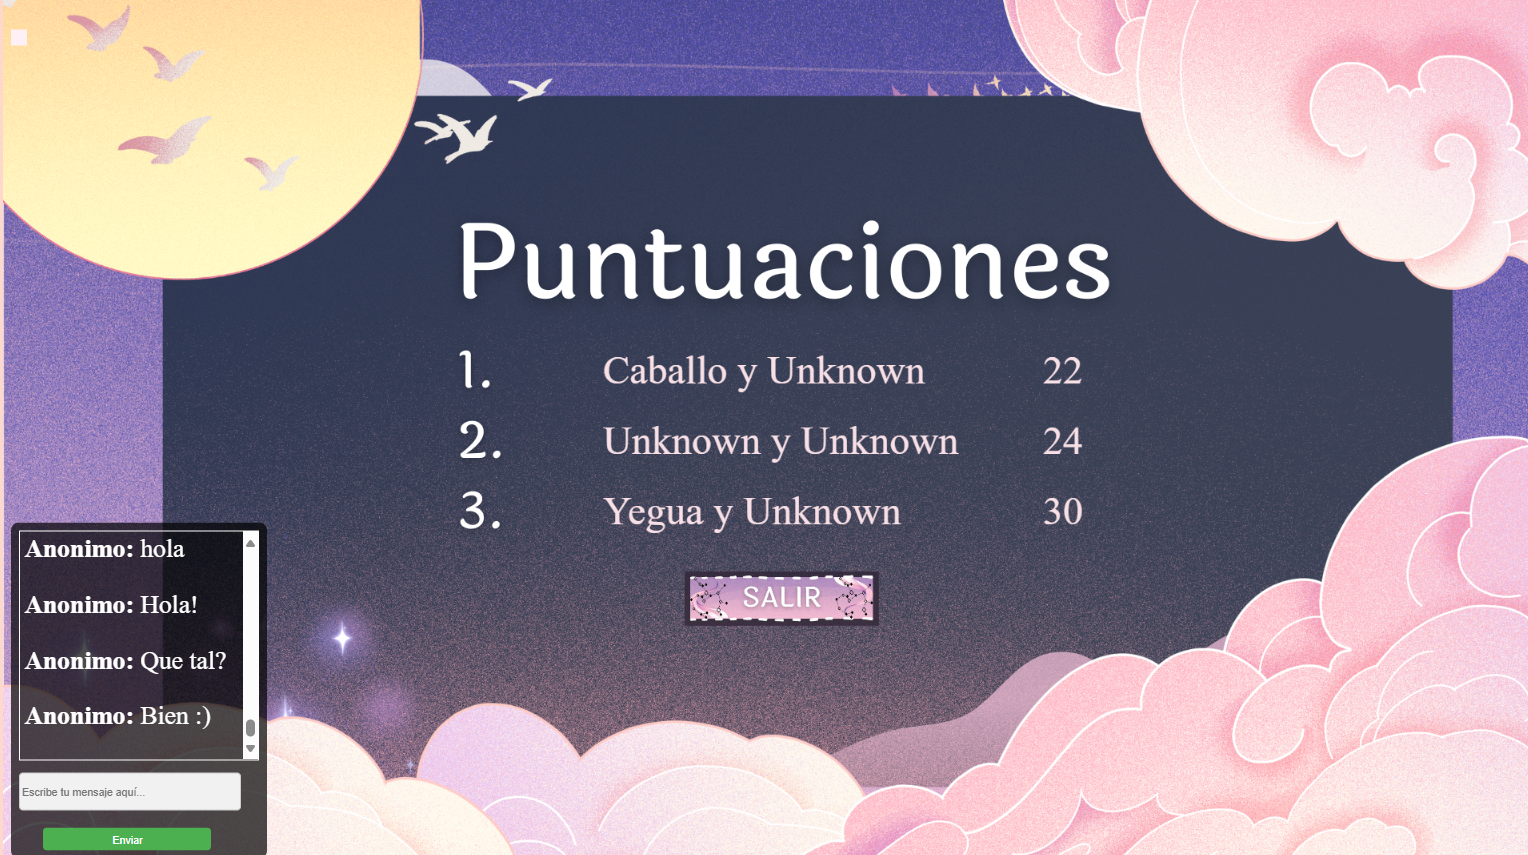 Puntuaciones
1. Caballo y Unknown 22
2. Unknown y Unknown 24
3. Yegua y Unknown 30
SALIR
Anonimo: hola
Anonimo: Hola!
Anonimo: Que tal?
Anonimo: Bien :)
Escribe tu mensaje aquí...
Enviar